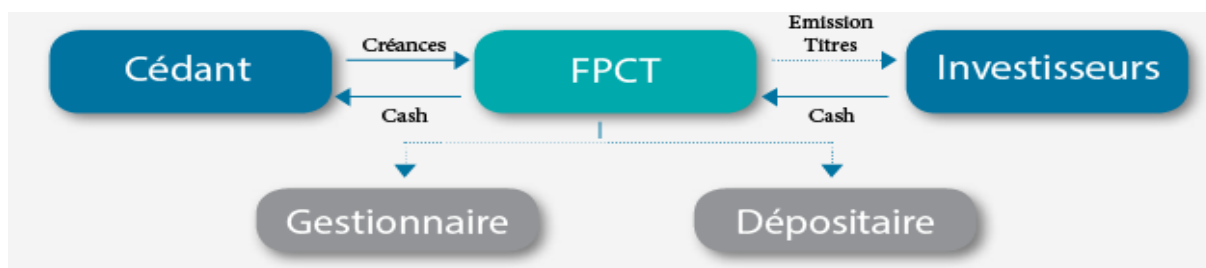 Cédant
Créances
Cash
FPCT
Emission
Titres
Cash
Investisseurs
Gestionnaire
Dépositaire